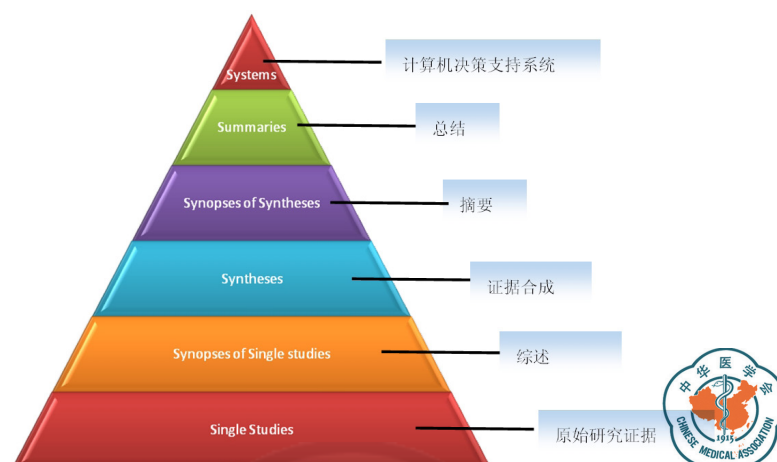 Systems
计算机决策支持系统
Summaries
总结
Synopses of Syntheses
摘要
Syntheses
证据合成
Synopses of Single studies
综述
Single Studies
原始研究证据
中华医学会
1915
CHINESE MEDICAL ASSOCIATION